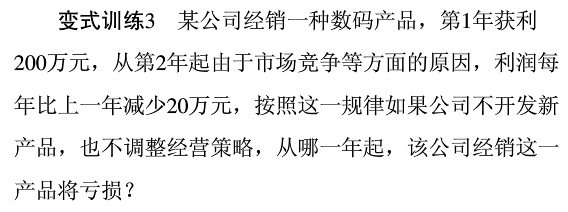 变式训练3　某公司经销一种数码产品，第1年获利
200万元，从第2年起由于市场竞争等方面的原因，利润每
年比上一年减少20万元，按照这一规律如果公司不开发新
产品，也不调整经营策略，从哪一年起，该公司经销这一
产品将亏损？